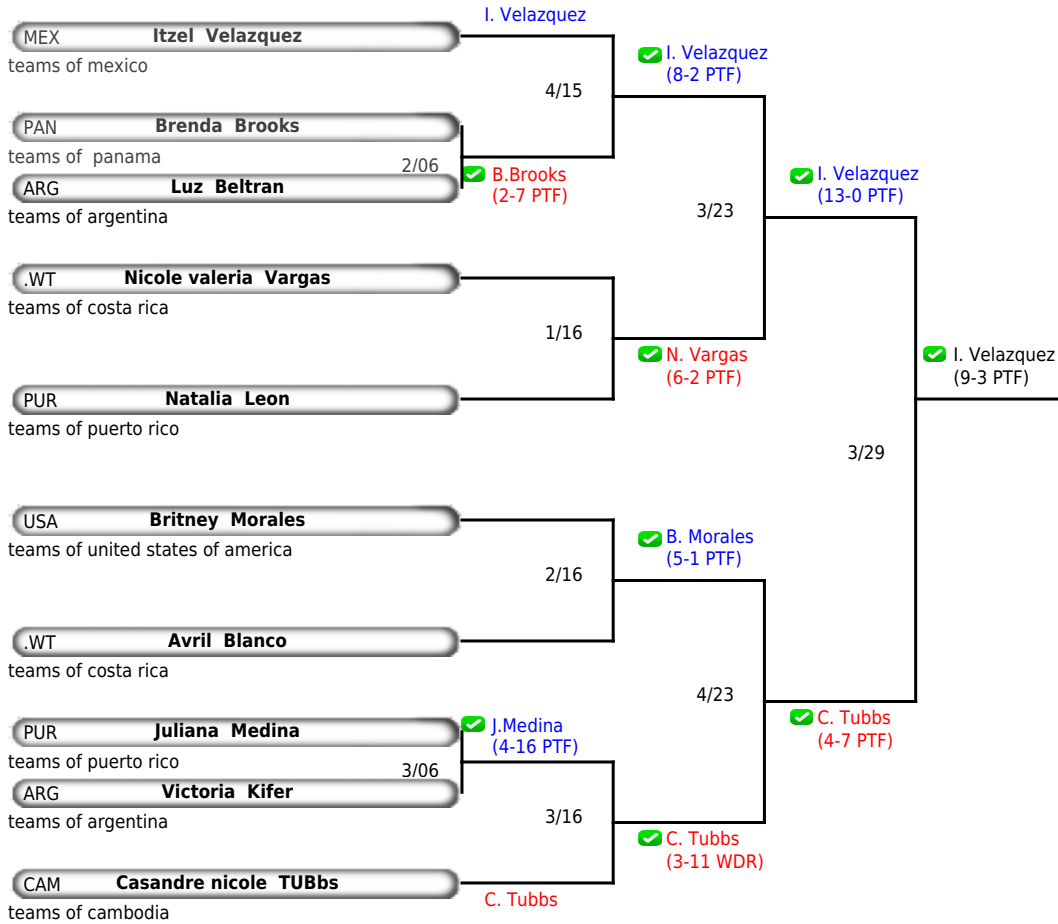 I. Velazquez
MEX Itzel Velazquez
teams of mexico
I. Velazquez
(8-2 PTF)
4/15
PAN Brenda Brooks
teams of panama
2/06
B.Brooks
(2-7 PTF)
ARG Luz Beltran
teams of argentina
I. Velazquez
(13-0 PTF)
3/23
.WT Nicole valeria Vargas
teams of costa rica
1/16
N. Vargas
(6-2 PTF)
I. Velazquez
(9-3 PTF)
PUR Natalia Leon
teams of puerto rico
3/29
USA Britney Morales
teams of united states of america
B. Morales
(5-1 PTF)
2/16
.WT Avril Blanco
teams of costa rica
4/23
C. Tubbs
(4-7 PTF)
PUR Juliana Medina
teams of puerto rico
J.Medina
(4-16 PTF)
3/06
ARG Victoria Kifer
teams of argentina
3/16
C. Tubbs
(3-11 WDR)
CAM Casandre nicole TUBbs
teams of cambodia
C. Tubbs